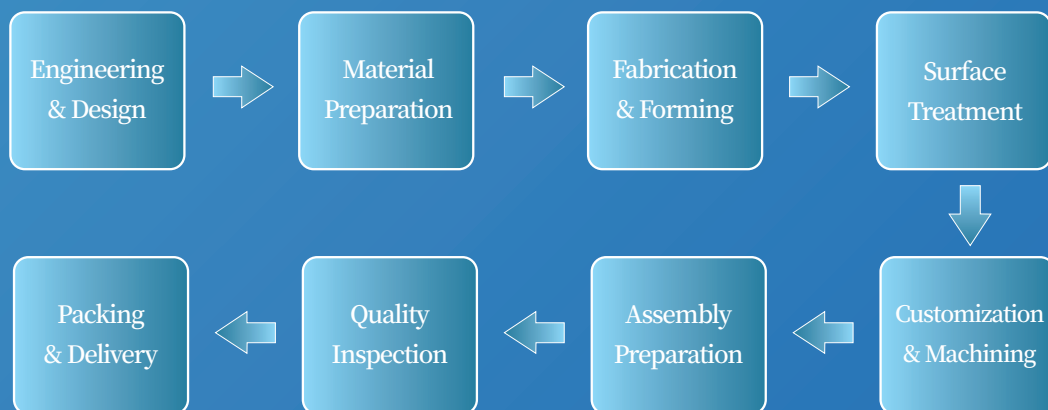 Engineering
& Design
Material
Preparation
Fabrication
& Forming
Surface
Treatment
Customization
& Machining
Assembly
Preparation
Quality
Inspection
Packing
& Delivery